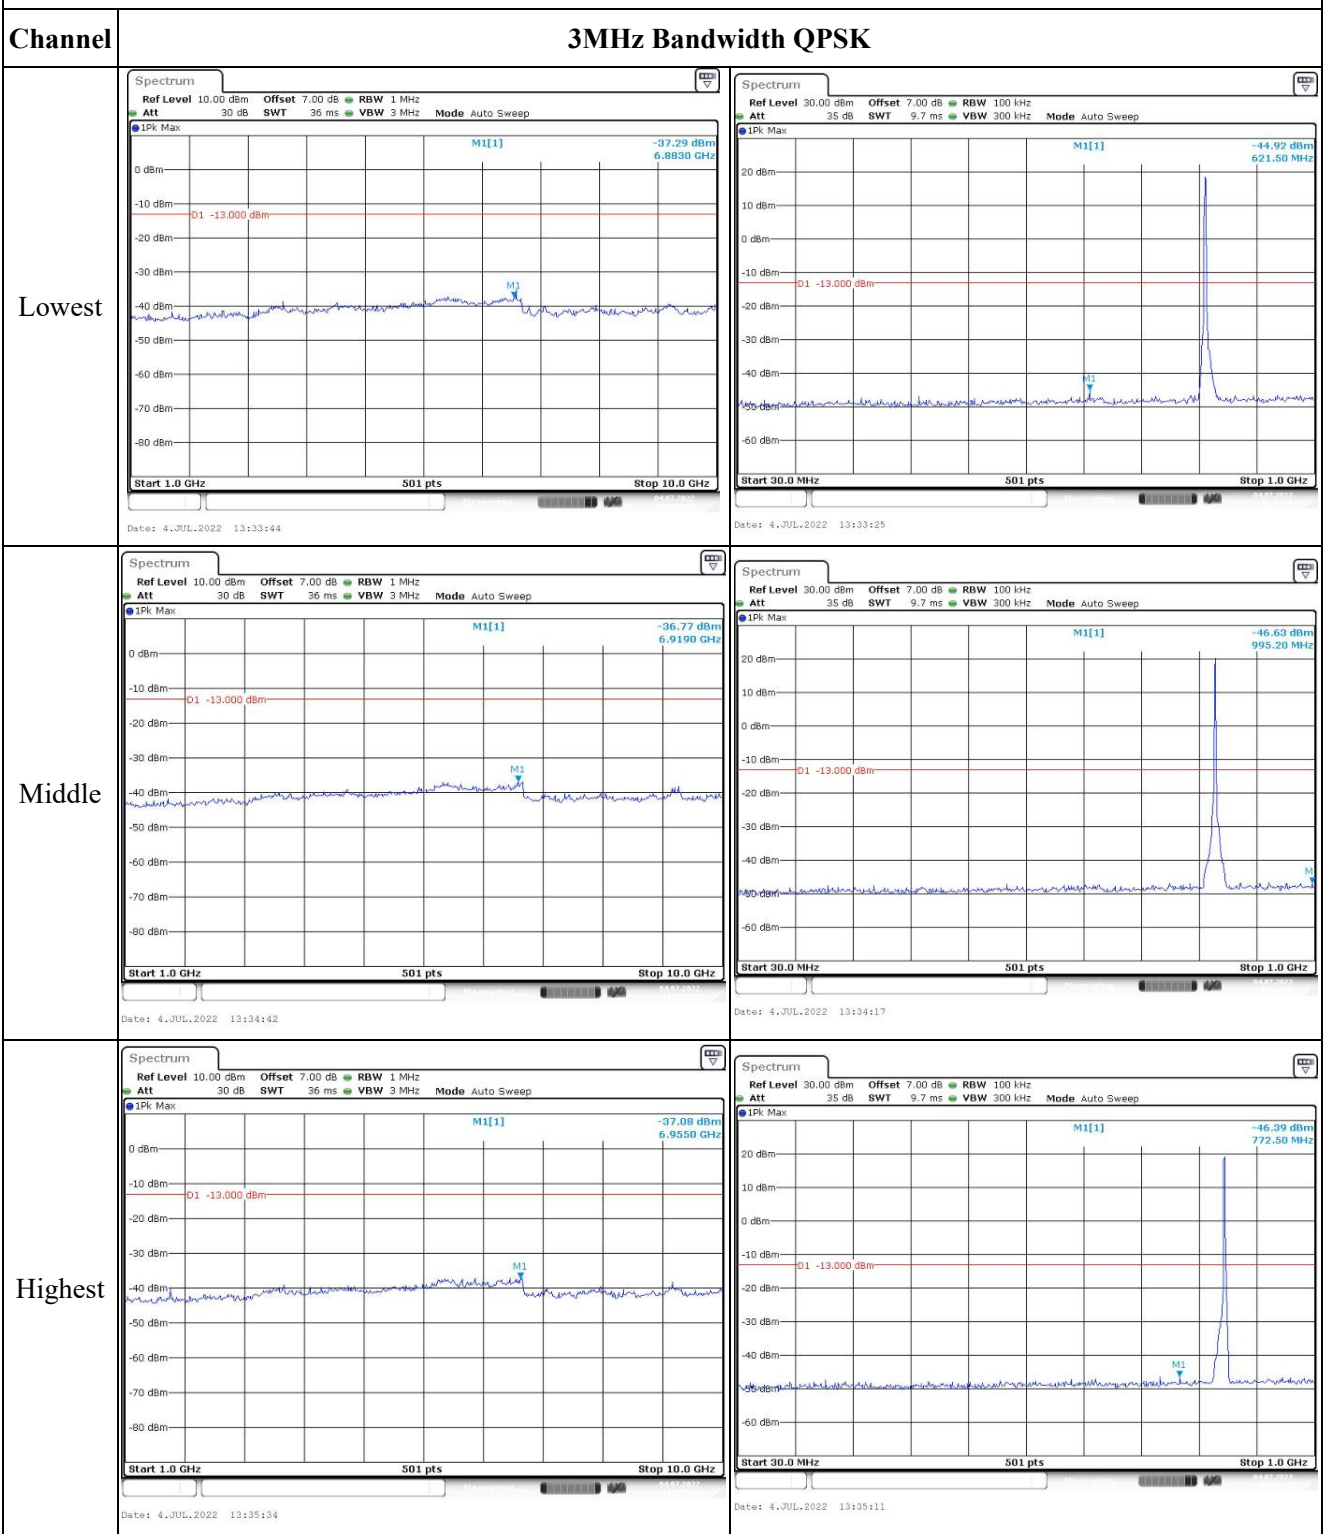 Channel 3MHz Bandwidth QPSK
Lowest
Spectrum
Ref Level 10.00 dBm Offset 7.00 dB RBW 1 MHz
Att 30 dB SWT 36 ms VBW 3 MHz Mode Auto Sweep
1Pk Max
M1[1] -37.29 dBm
6.8830 GHz
0 dBm
-10 dBm
D1 -13.000 dBm
-20 dBm
-30 dBm
M1
-40 dBm
-50 dBm
-60 dBm
-70 dBm
-80 dBm
Start 1.0 GHz 501 pts Stop 10.0 GHz
Date: 4.JUL.2022 13:33:44
Spectrum
Ref Level 30.00 dBm Offset 7.00 dB RBW 100 kHz
Att 35 dB SWT 9.7 ms VBW 300 kHz Mode Auto Sweep
1Pk Max
M1[1] -44.92 dBm
621.50 MHz
20 dBm
10 dBm
0 dBm
-10 dBm
D1 -13.000 dBm
-20 dBm
-30 dBm
-40 dBm
M1
-50 dBm
-60 dBm
Start 30.0 MHz 501 pts Stop 1.0 GHz
Date: 4.JUL.2022 13:33:25
Middle
Spectrum
Ref Level 10.00 dBm Offset 7.00 dB RBW 1 MHz
Att 30 dB SWT 36 ms VBW 3 MHz Mode Auto Sweep
1Pk Max
M1[1] -36.77 dBm
6.9190 GHz
0 dBm
-10 dBm
D1 -13.000 dBm
-20 dBm
-30 dBm
M1
-40 dBm
-50 dBm
-60 dBm
-70 dBm
-80 dBm
Start 1.0 GHz 501 pts Stop 10.0 GHz
Date: 4.JUL.2022 13:34:42
Spectrum
Ref Level 30.00 dBm Offset 7.00 dB RBW 100 kHz
Att 35 dB SWT 9.7 ms VBW 300 kHz Mode Auto Sweep
1Pk Max
M1[1] -46.63 dBm
995.20 MHz
20 dBm
10 dBm
0 dBm
-10 dBm
D1 -13.000 dBm
-20 dBm
-30 dBm
-40 dBm
M
-50 dBm
-60 dBm
Start 30.0 MHz 501 pts Stop 1.0 GHz
Date: 4.JUL.2022 13:34:17
Highest
Spectrum
Ref Level 10.00 dBm Offset 7.00 dB RBW 1 MHz
Att 30 dB SWT 36 ms VBW 3 MHz Mode Auto Sweep
1Pk Max
M1[1] -37.08 dBm
6.9550 GHz
0 dBm
-10 dBm
D1 -13.000 dBm
-20 dBm
-30 dBm
M1
-40 dBm
-50 dBm
-60 dBm
-70 dBm
-80 dBm
Start 1.0 GHz 501 pts Stop 10.0 GHz
Date: 4.JUL.2022 13:35:34
Spectrum
Ref Level 30.00 dBm Offset 7.00 dB RBW 100 kHz
Att 35 dB SWT 9.7 ms VBW 300 kHz Mode Auto Sweep
1Pk Max
M1[1] -46.39 dBm
772.50 MHz
20 dBm
10 dBm
0 dBm
-10 dBm
D1 -13.000 dBm
-20 dBm
-30 dBm
-40 dBm
M1
-50 dBm
-60 dBm
Start 30.0 MHz 501 pts Stop 1.0 GHz
Date: 4.JUL.2022 13:35:11